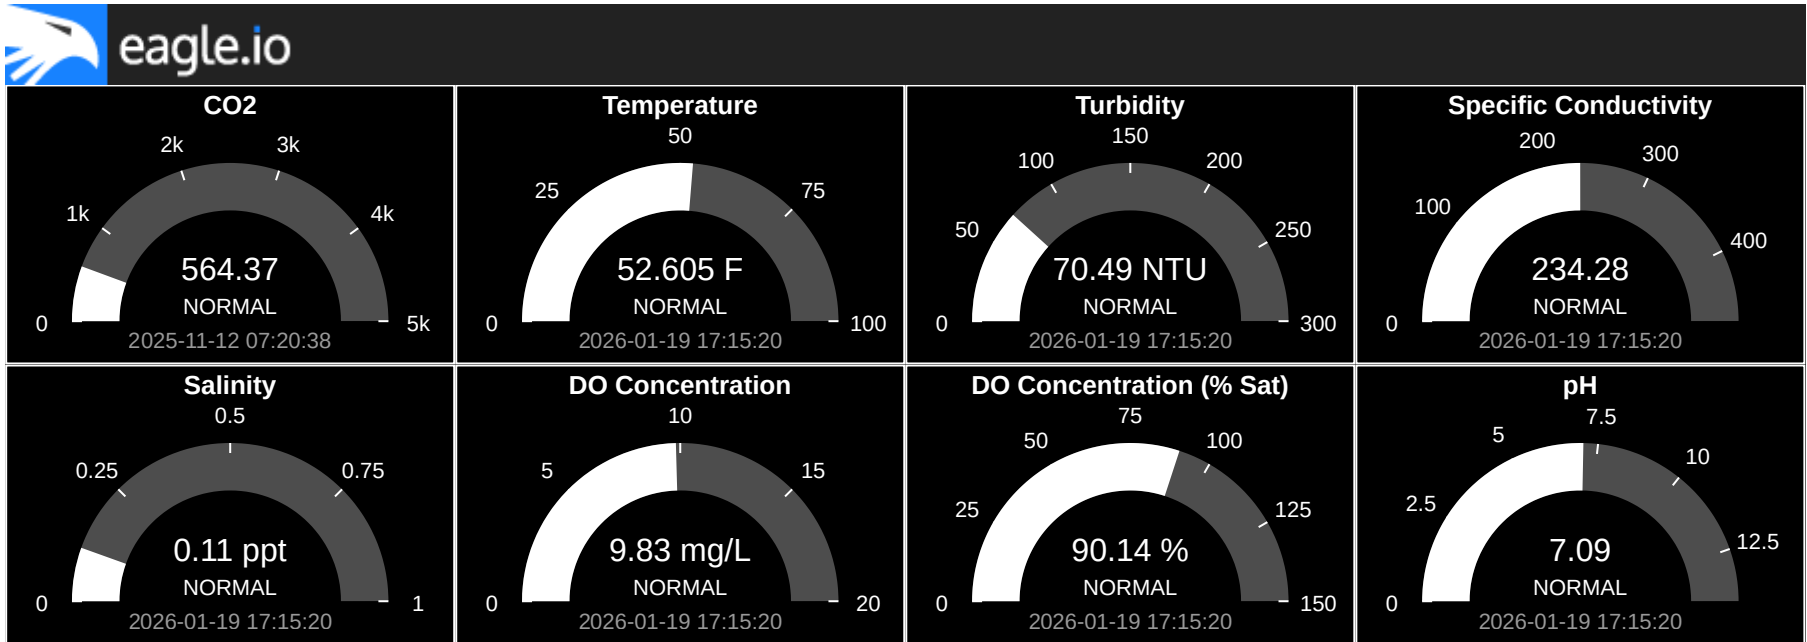 eagle.io
CO2
0
1k
2k
3k
4k
5k
564.37
NORMAL
2025-11-12 07:20:38
Temperature
0
25
50
75
100
52.605 F
NORMAL
2026-01-19 17:15:20
Turbidity
0
50
100
150
200
250
300
70.49 NTU
NORMAL
2026-01-19 17:15:20
Specific Conductivity
0
100
200
300
400
234.28
NORMAL
2026-01-19 17:15:20
Salinity
0
0.25
0.5
0.75
1
0.11 ppt
NORMAL
2026-01-19 17:15:20
DO Concentration
0
5
10
15
20
9.83 mg/L
NORMAL
2026-01-19 17:15:20
DO Concentration (% Sat)
0
25
50
75
100
125
150
90.14 %
NORMAL
2026-01-19 17:15:20
pH
0
2.5
5
7.5
10
12.5
7.09
NORMAL
2026-01-19 17:15:20